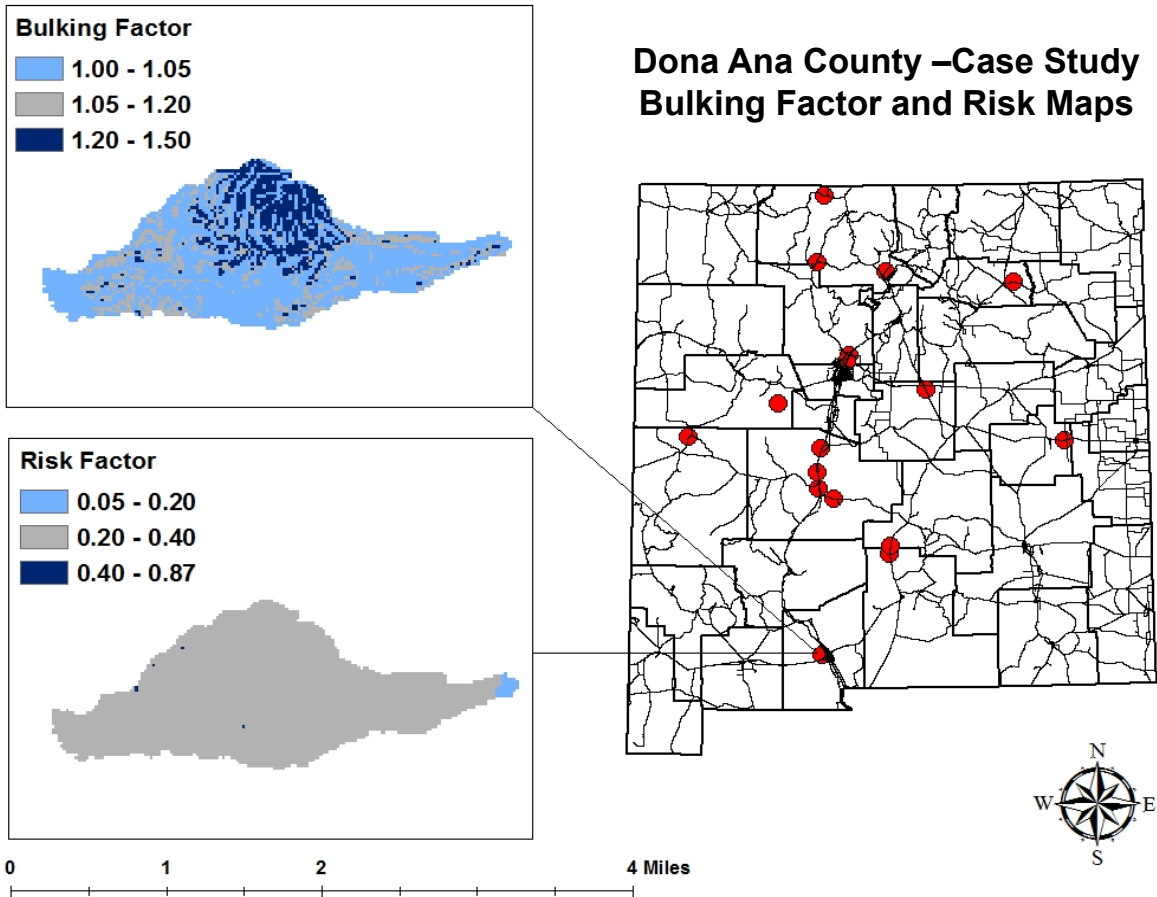 Bulking Factor
1.00 - 1.05
1.05 - 1.20
1.20 - 1.50
Dona Ana County –Case Study
Bulking Factor and Risk Maps
Risk Factor
0.05 - 0.20
0.20 - 0.40
0.40 - 0.87
N
W E
S
0 1 2 4 Miles